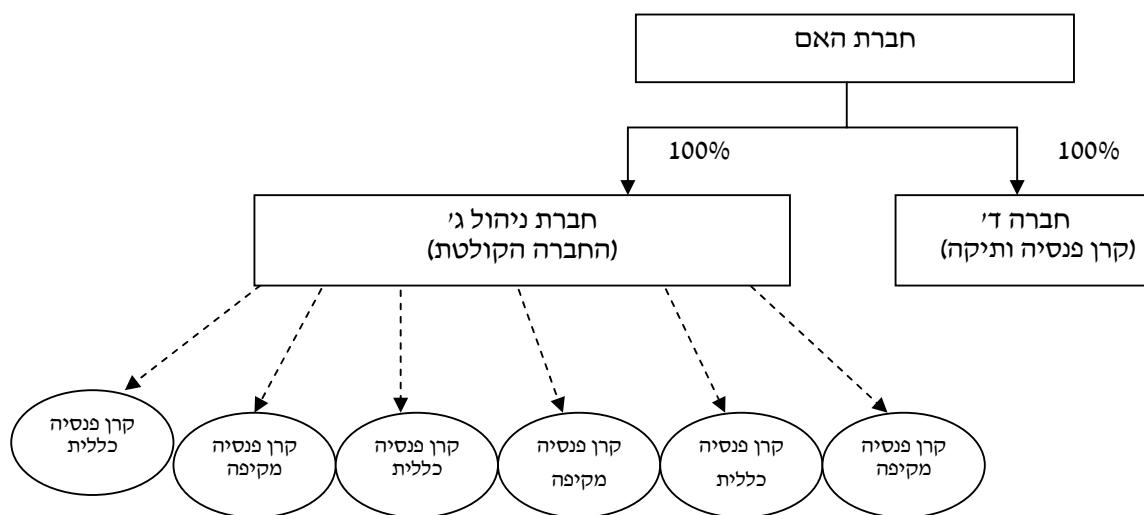 חברת האם
100%
100%
חברה ד'
(קרן פנסיה ותיקה)
חברת ניהול ג'
(החברה הקולטת)
קרן פנסיה
מקיפה
קרן פנסיה
כללית
קרן פנסיה
מקיפה
קרן פנסיה
כללית
קרן פנסיה
מקיפה
קרן פנסיה
כללית